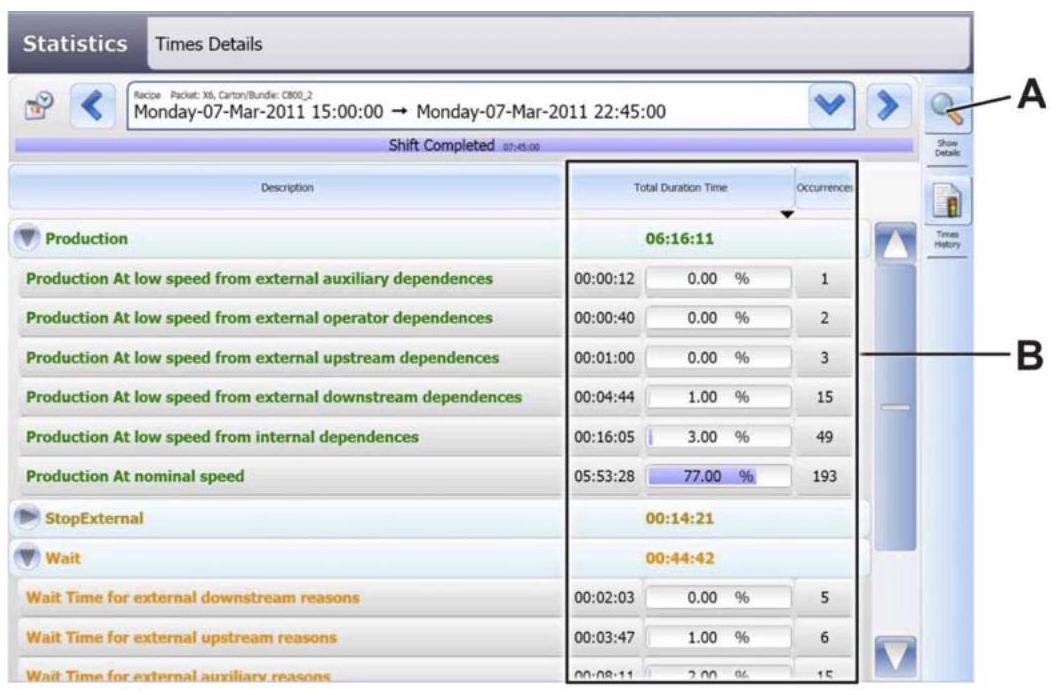 Statistics Times Details
Recipe Packet: X6, Carton/Bundle: C800_2
Monday-07-Mar-2011 15:00:00 → Monday-07-Mar-2011 22:45:00
Shift Completed 07:45:00
A
Show Details
Description Total Duration Time Occurrences
Times History
Production 06:16:11
Production At low speed from external auxiliary dependences 00:00:12 0.00 % 1
Production At low speed from external operator dependences 00:00:40 0.00 % 2
Production At low speed from external upstream dependences 00:01:00 0.00 % 3
B
Production At low speed from external downstream dependences 00:04:44 1.00 % 15
Production At low speed from internal dependences 00:16:05 3.00 % 49
Production At nominal speed 05:53:28 77.00 % 193
StopExternal 00:14:21
Wait 00:44:42
Wait Time for external downstream reasons 00:02:03 0.00 % 5
Wait Time for external upstream reasons 00:03:47 1.00 % 6
Wait Time for external auxiliary reasons 00:08:11 2.00 % 15